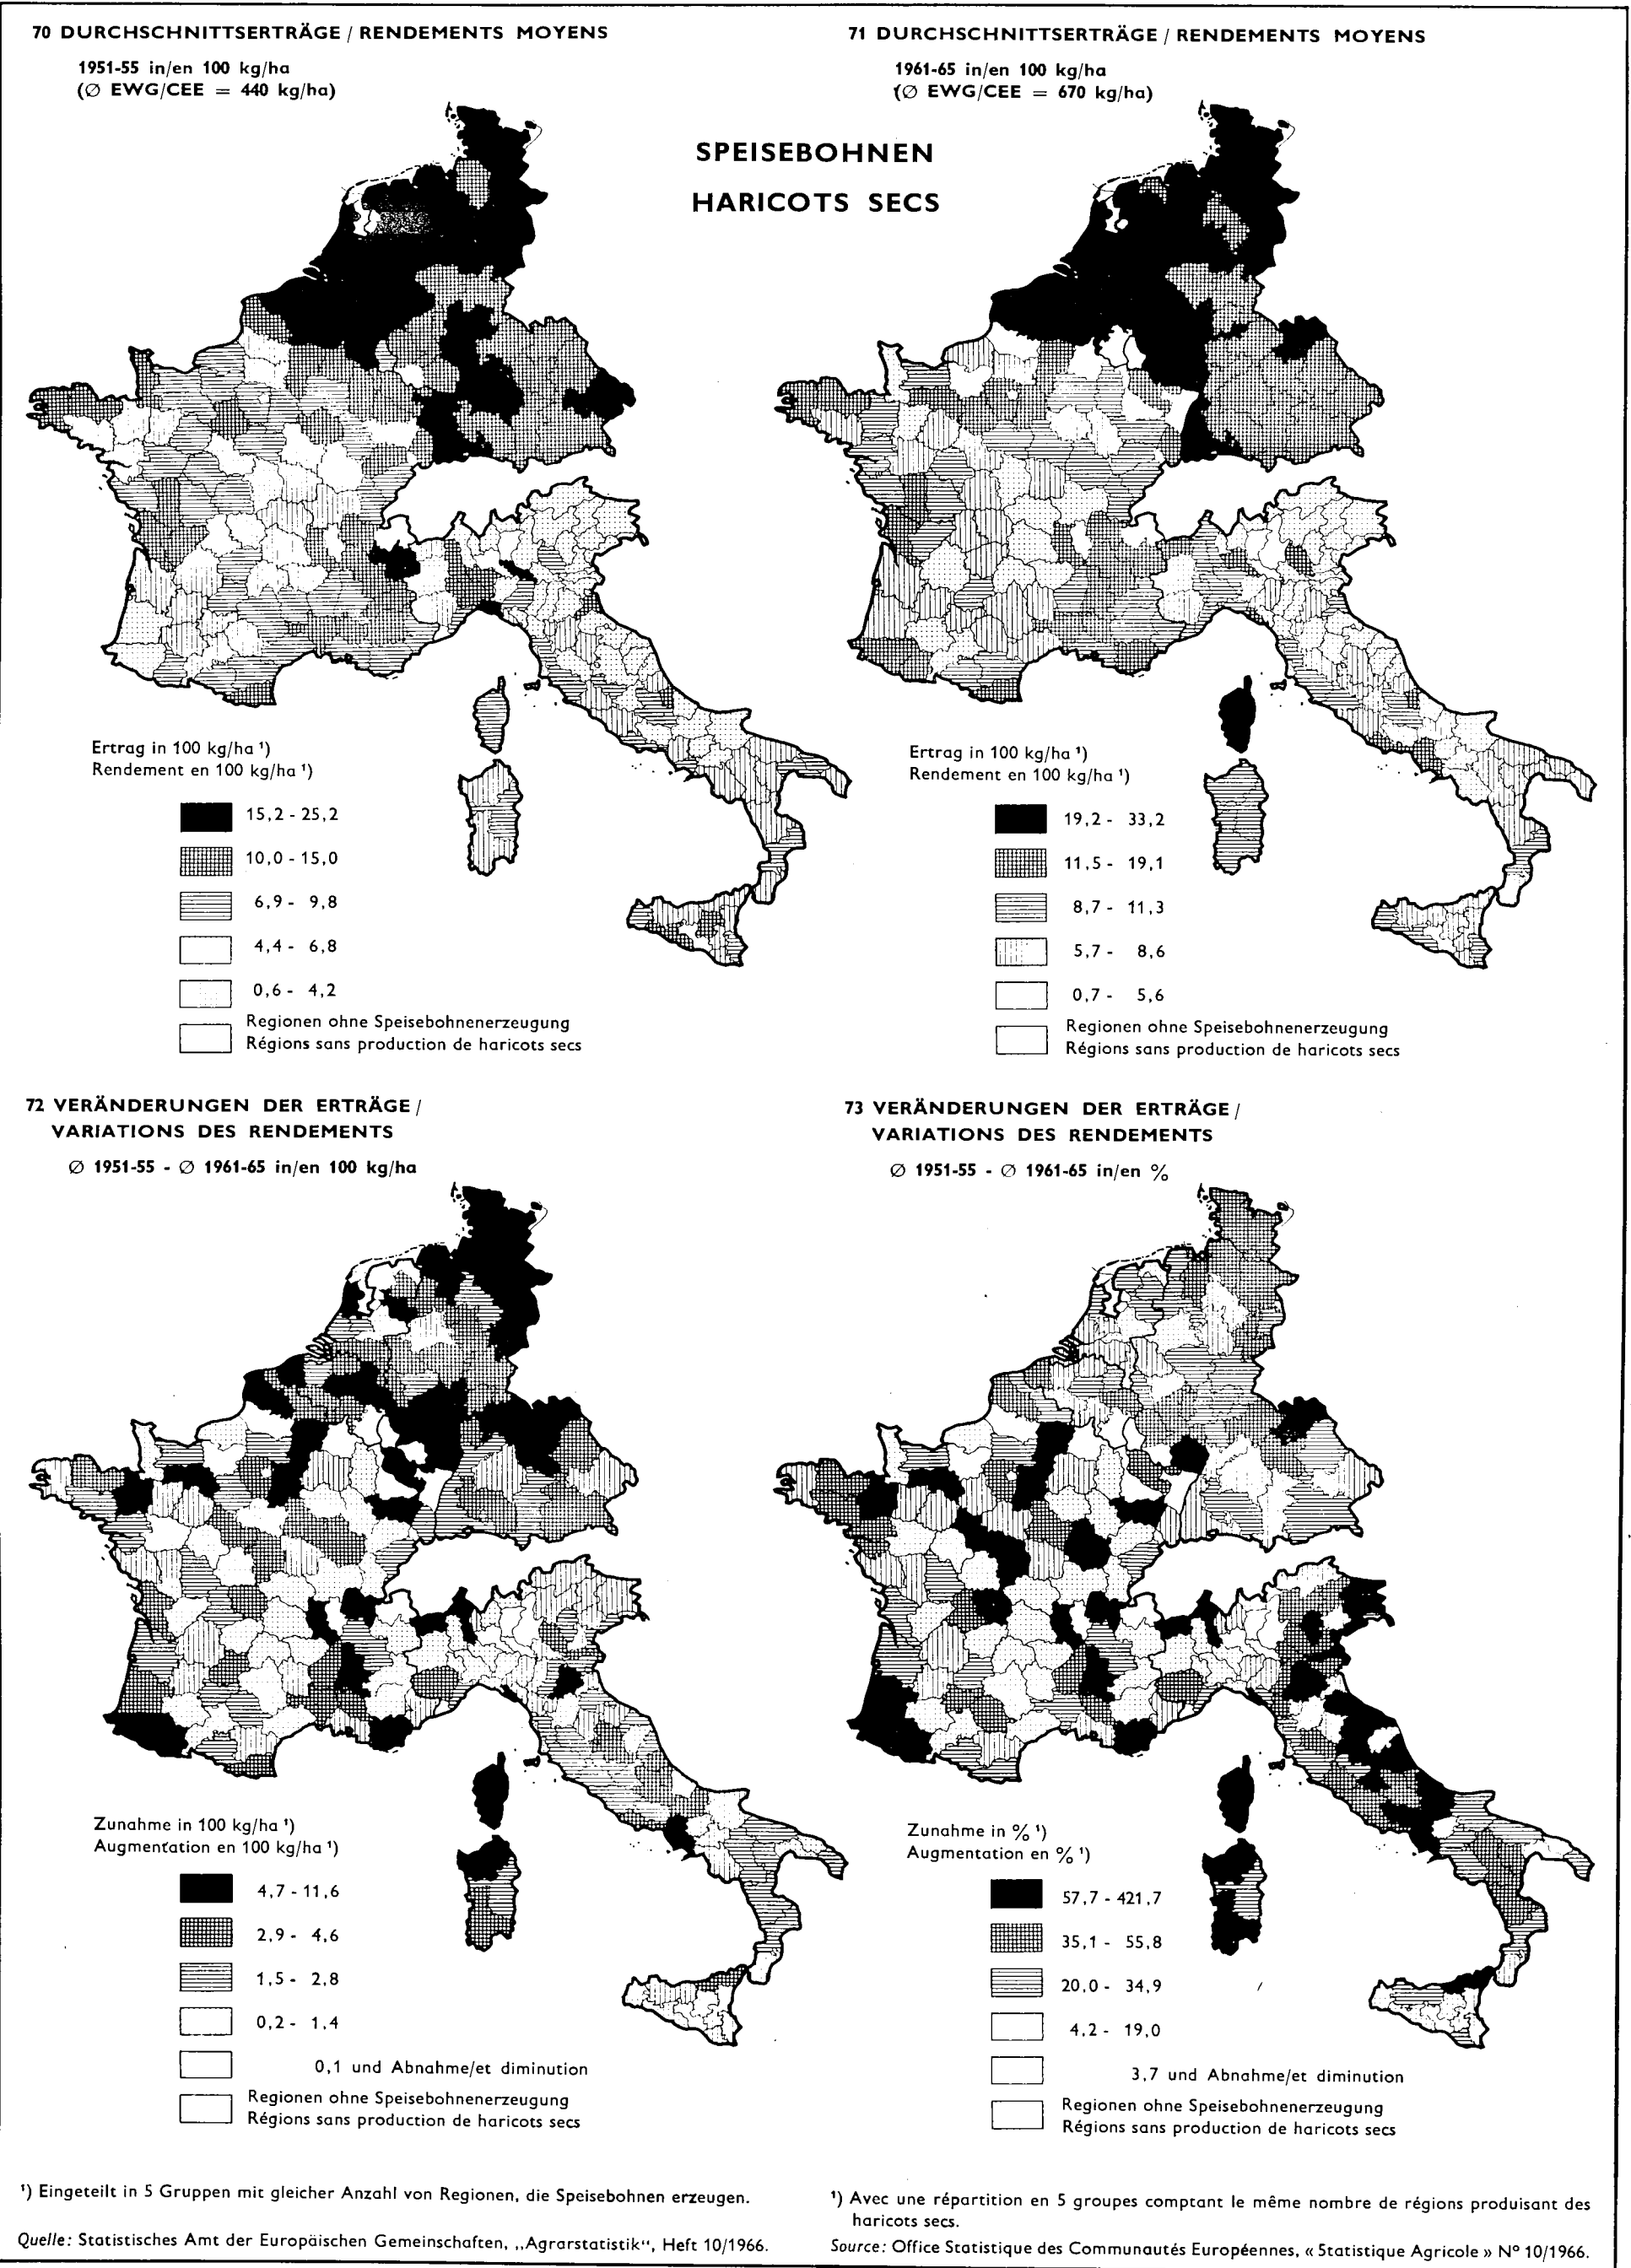 70 DURCHSCHNITTSERTRÄGE / RENDEMENTS MOYENS
1951-55 in/en 100 kg/ha
(∅ EWG/CEE = 440 kg/ha)
71 DURCHSCHNITTSERTRÄGE / RENDEMENTS MOYENS
1961-65 in/en 100 kg/ha
(∅ EWG/CEE = 670 kg/ha)
SPEISEBOHNEN
HARICOTS SECS
Ertrag in 100 kg/ha ¹)
Rendement en 100 kg/ha ¹)
15,2 - 25,2
10,0 - 15,0
6,9 - 9,8
4,4 - 6,8
0,6 - 4,2
Regionen ohne Speisebohnenerzeugung
Régions sans production de haricots secs
Ertrag in 100 kg/ha ¹)
Rendement en 100 kg/ha ¹)
19,2 - 33,2
11,5 - 19,1
8,7 - 11,3
5,7 - 8,6
0,7 - 5,6
Regionen ohne Speisebohnenerzeugung
Régions sans production de haricots secs
72 VERÄNDERUNGEN DER ERTRÄGE /
VARIATIONS DES RENDEMENTS
∅ 1951-55 - ∅ 1961-65 in/en 100 kg/ha
73 VERÄNDERUNGEN DER ERTRÄGE /
VARIATIONS DES RENDEMENTS
∅ 1951-55 - ∅ 1961-65 in/en %
Zunahme in 100 kg/ha ¹)
Augmentation en 100 kg/ha ¹)
4,7 - 11,6
2,9 - 4,6
1,5 - 2,8
0,2 - 1,4
0,1 und Abnahme/et diminution
Regionen ohne Speisebohnenerzeugung
Régions sans production de haricots secs
Zunahme in % ¹)
Augmentation en % ¹)
57,7 - 421,7
35,1 - 55,8
20,0 - 34,9
4,2 - 19,0
3,7 und Abnahme/et diminution
Regionen ohne Speisebohnenerzeugung
Régions sans production de haricots secs
¹) Eingeteilt in 5 Gruppen mit gleicher Anzahl von Regionen, die Speisebohnen erzeugen.
Quelle: Statistisches Amt der Europäischen Gemeinschaften, „Agrarstatistik“, Heft 10/1966.
¹) Avec une répartition en 5 groupes comptant le même nombre de régions produisant des
haricots secs.
Source: Office Statistique des Communautés Européennes, « Statistique Agricole » N° 10/1966.